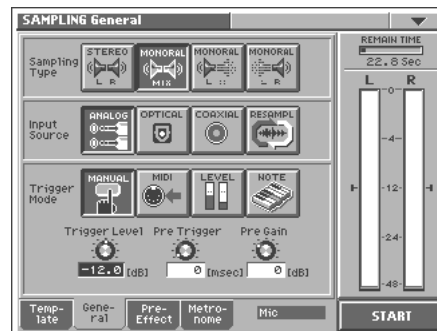 SAMPLING General
REMAIN TIME
22.8 Sec
Sampling Type
STEREO L R
MONORAL MIX
MONORAL L
MONORAL R
L R
Input Source
ANALOG
OPTICAL
COAXIAL
RESAMPL
Trigger Mode
MANUAL
MIDI
LEVEL
NOTE
Trigger Level
Pre Trigger
Pre Gain
-12.0 [dB]
0 [msec]
0 [dB]
0
-4
-12
-24
-48
Temp-late
Gene-ral
Pre-Effect
Metro-nome
Mic
START